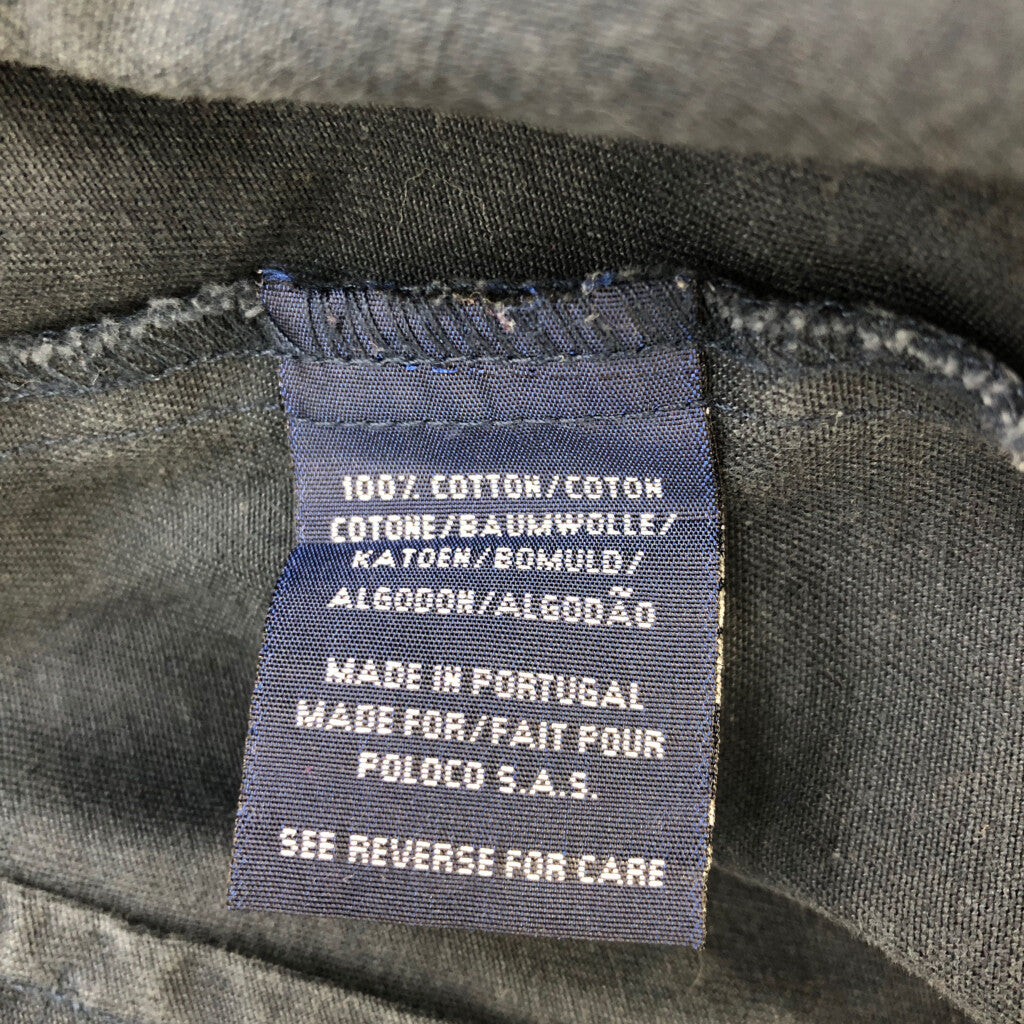 100% COTTON/COTON
COTONE/BAUMWOLLE/
KATOEN/BOMULD/
ALGODON/ALGODÃO
MADE IN PORTUGAL
MADE FOR/FAIT POUR
POLOCO S.A.S.
SEE REVERSE FOR CARE